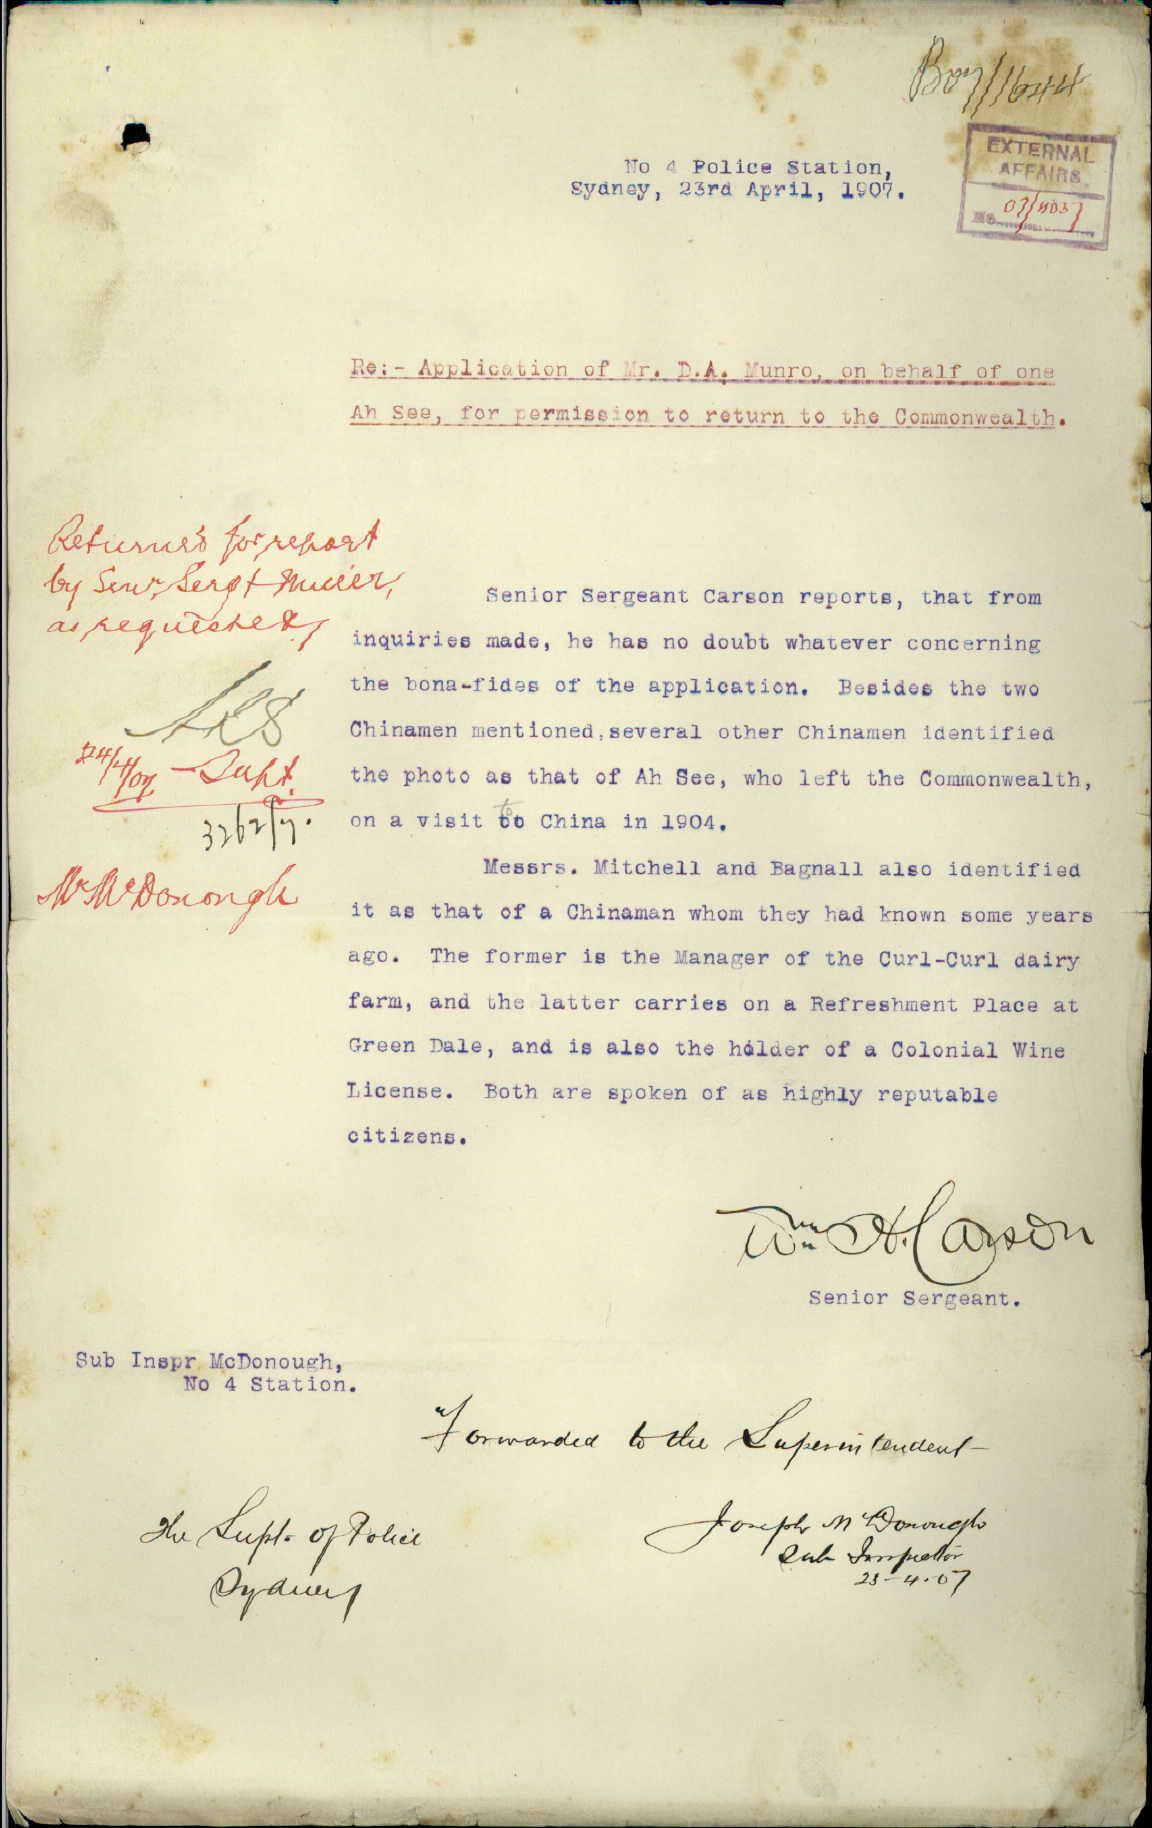 No 4 Police Station,
Sydney, 23rd April, 1907.
EXTERNAL
AFFAIRS
No
Re:- Application of Mr. D.A. Munro, on behalf of one
Ah See, for permission to return to the Commonwealth.
Returned for report
by Senr. Sergt
as requested
24/4/07 Supt.
3262/7.
Mr McDonough
Senior Sergeant Carson reports, that from
inquiries made, he has no doubt whatever concerning
the bona-fides of the application. Besides the two
Chinamen mentioned,several other Chinamen identified
the photo as that of Ah See, who left the Commonwealth,
on a visit to China in 1904.
Messrs. Mitchell and Bagnall also identified
it as that of a Chinaman whom they had known some years
ago. The former is the Manager of the Curl-Curl dairy
farm, and the latter carries on a Refreshment Place at
Green Dale, and is also the holder of a Colonial Wine
License. Both are spoken of as highly reputable
citizens.
Wm H. Carson
Senior Sergeant.
Sub Inspr McDonough,
No 4 Station.
Forwarded to the Superintendent
Joseph McDonough
Sub Inspector
23-4-07
The Supt. of Police
Sydney